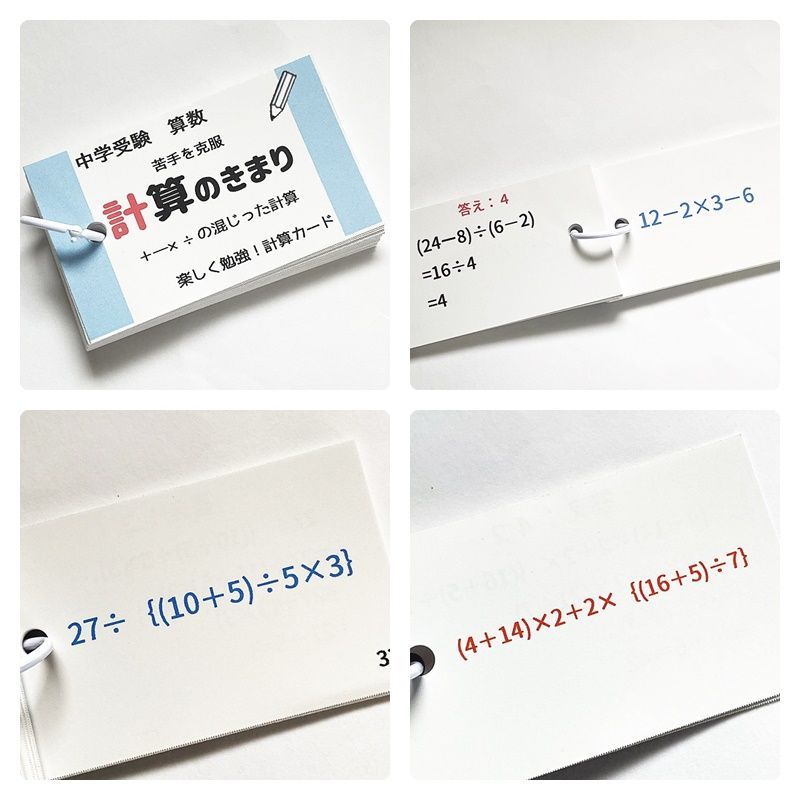 中学受験 算数
苦手を克服
計算のきまり
+−×÷の混じった計算
楽しく勉強！計算カード
答え：4
(24−8)÷(6−2)
=16÷4
=4
12−2×3−6
27÷ {(10+5)÷5×3}
(4+14)×2+2× {(16+5)÷7}